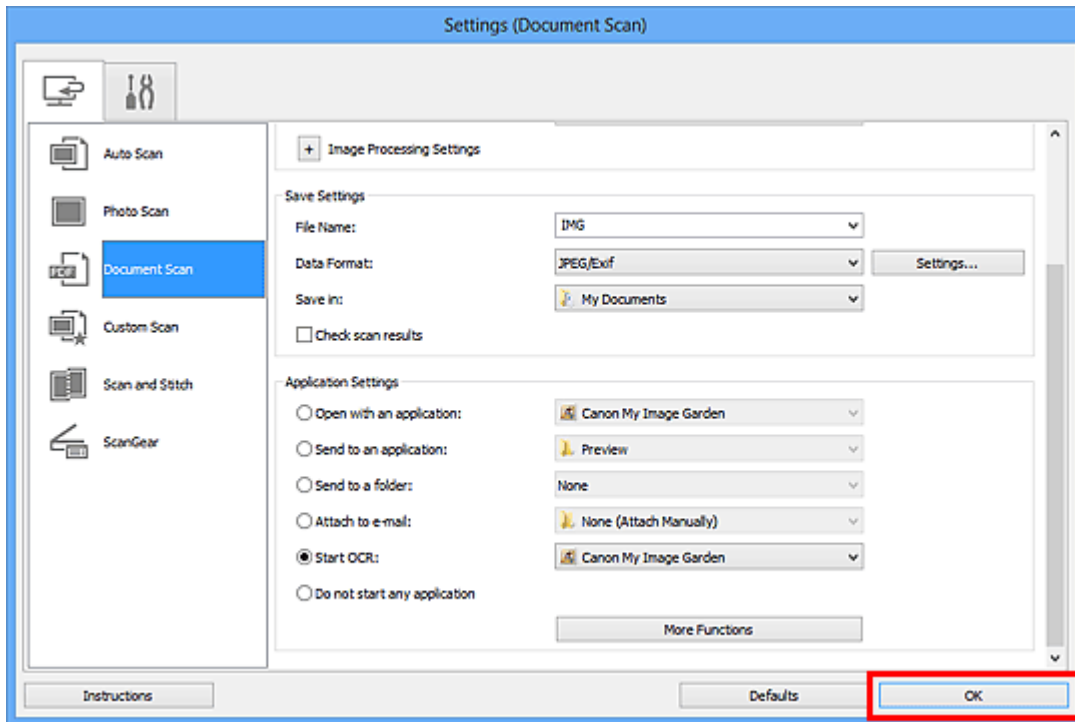 Settings (Document Scan)
Auto Scan
Photo Scan
Document Scan
Custom Scan
Scan and Stitch
ScanGear
+ Image Processing Settings
Save Settings
File Name: IMG
Data Format: JPEG/Exif Settings...
Save in: My Documents
Check scan results
Application Settings
Open with an application: Canon My Image Garden
Send to an application: Preview
Send to a folder: None
Attach to e-mail: None (Attach Manually)
Start OCR: Canon My Image Garden
Do not start any application
More Functions
Instructions Defaults OK